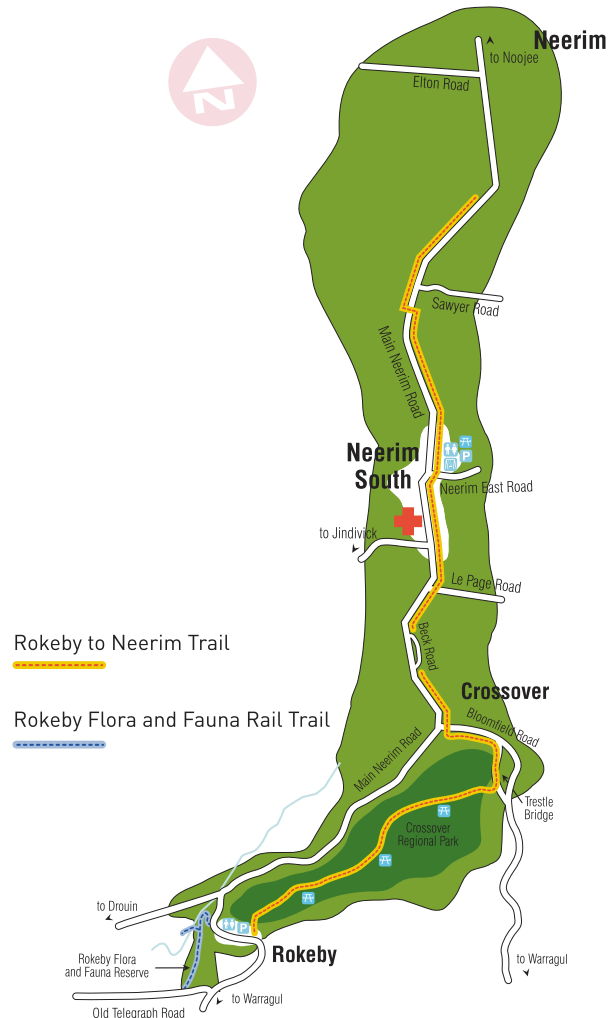 Neerim
to Noojee
Elton Road
N
Sawyer Road
Main Neerim Road
Neerim
South
P
Neerim East Road
to Jindivick
Le Page Road
Rokeby to Neerim Trail
Beck Road
Crossover
Rokeby Flora and Fauna Rail Trail
Bloomfield Road
Main Neerim Road
Trestle
Bridge
Crossover
Regional Park
to Drouin
P
Rokeby
Rokeby Flora
and Fauna Reserve
to Warragul
to Warragul
Old Telegraph Road